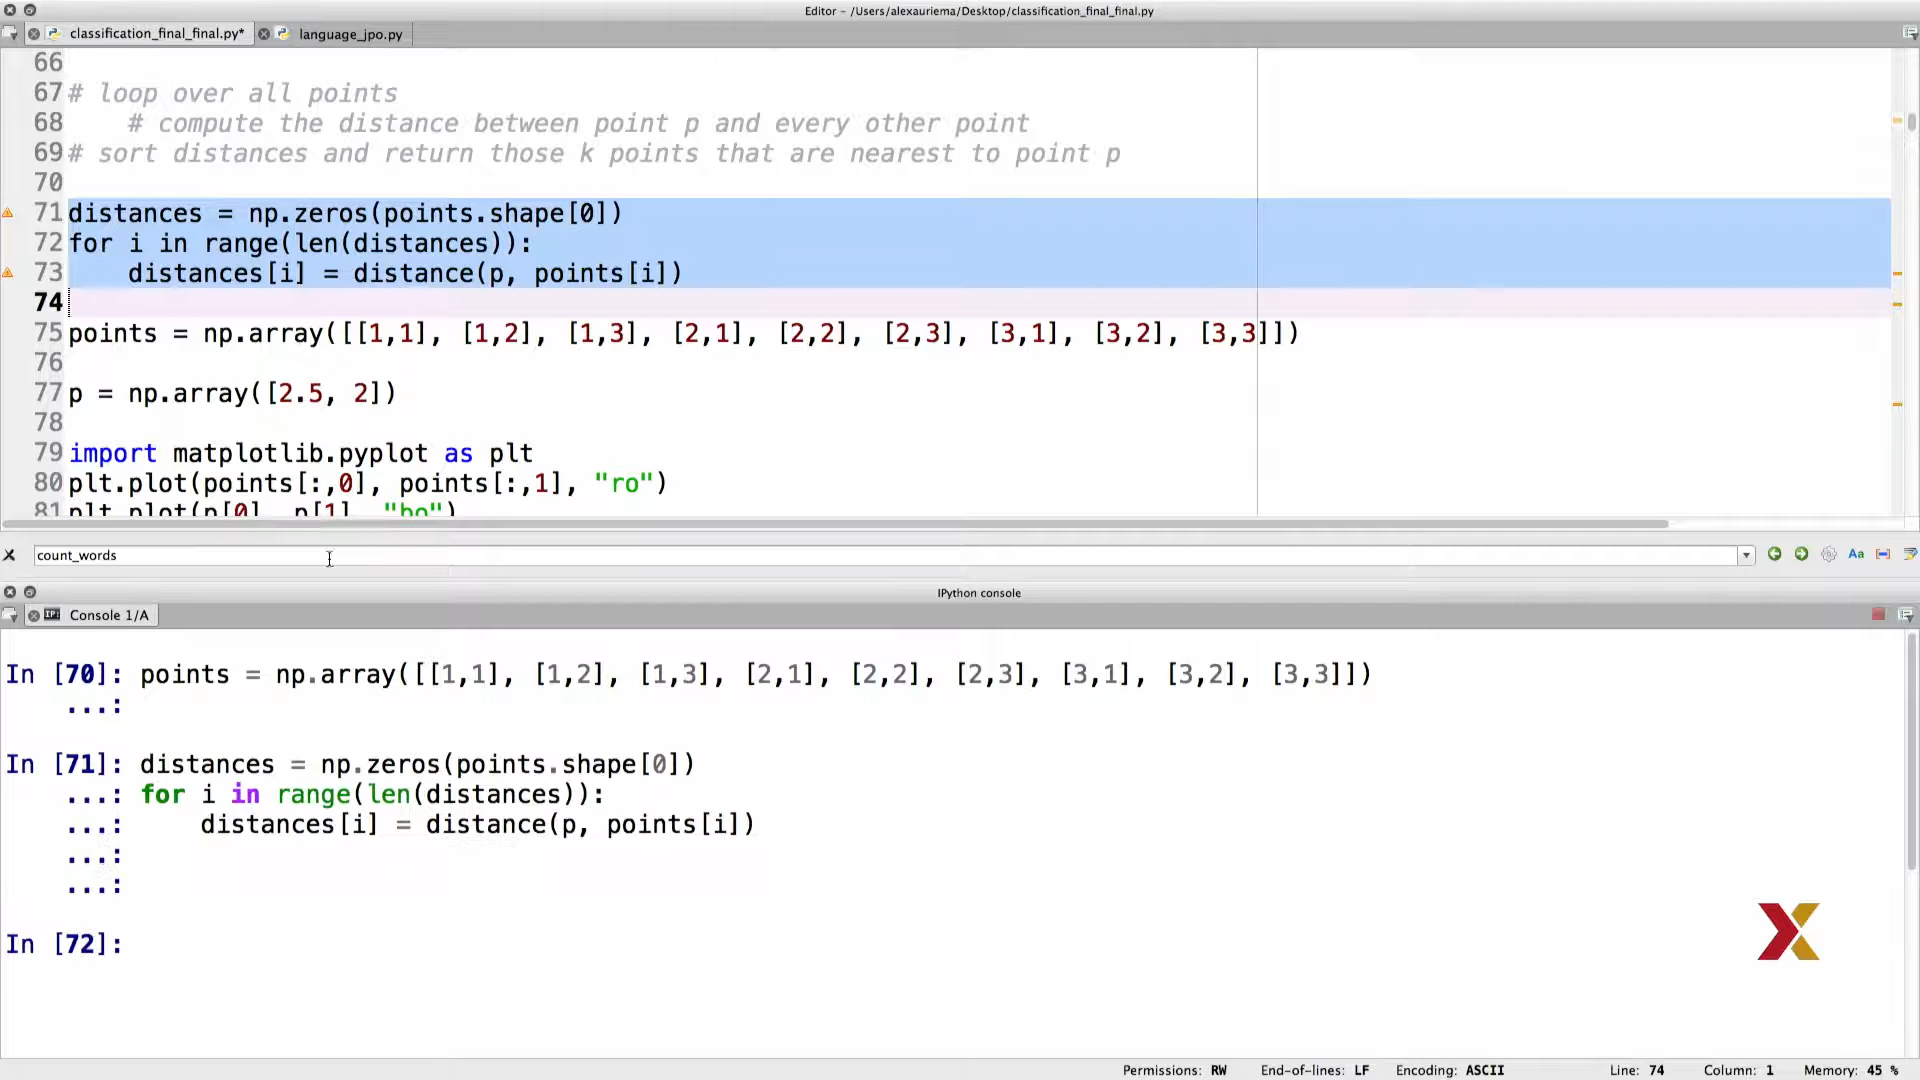 Editor - /Users/alexauriema/Desktop/classification_final_final.py
classification_final_final.py* language_jpo.py
66
67 # loop over all points
68     # compute the distance between point p and every other point
69 # sort distances and return those k points that are nearest to point p
70
71 distances = np.zeros(points.shape[0])
72 for i in range(len(distances)):
73     distances[i] = distance(p, points[i])
74
75 points = np.array([[1,1], [1,2], [1,3], [2,1], [2,2], [2,3], [3,1], [3,2], [3,3]])
76
77 p = np.array([2.5, 2])
78
79 import matplotlib.pyplot as plt
80 plt.plot(points[:,0], points[:,1], "ro")
81 plt.plot(p[0], p[1], "bo")
count_words Aa
IPython console
IP: Console 1/A
In [70]: points = np.array([[1,1], [1,2], [1,3], [2,1], [2,2], [2,3], [3,1], [3,2], [3,3]])
...:
In [71]: distances = np.zeros(points.shape[0])
...: for i in range(len(distances)):
...:     distances[i] = distance(p, points[i])
...:
...:
In [72]:
Permissions: RW End-of-lines: LF Encoding: ASCII Line: 74 Column: 1 Memory: 45 %